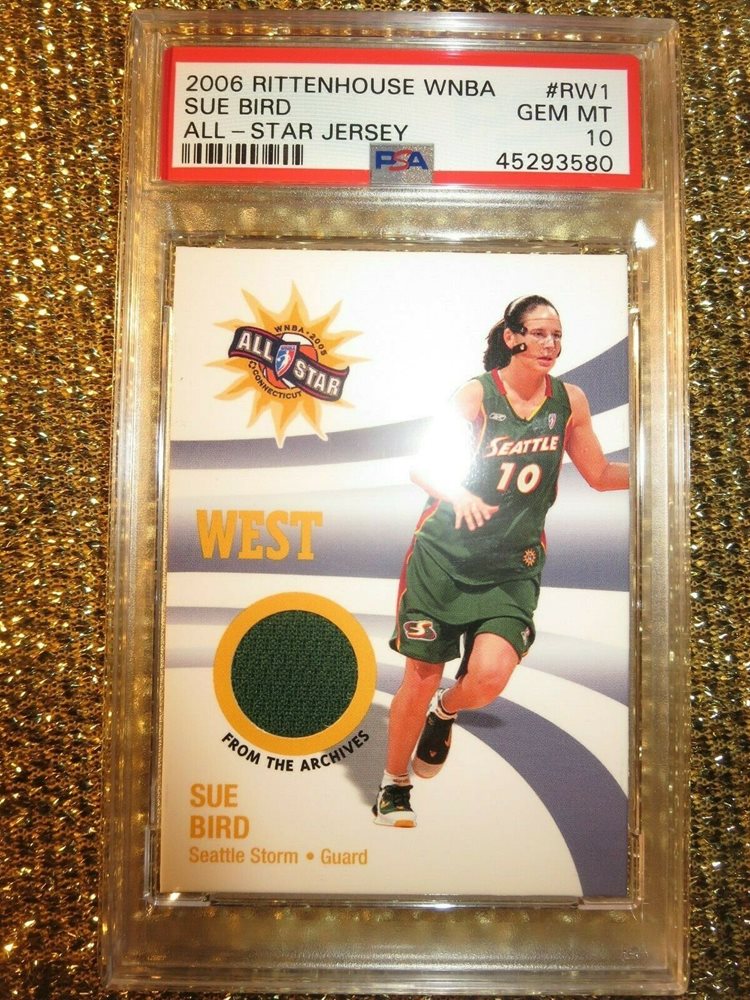 2006 RITTENHOUSE WNBA #RW1
SUE BIRD GEM MT
ALL-STAR JERSEY 10
PSA 45293580
WNBA • 2005
ALL STAR
CONNECTICUT
SEATTLE
10
WEST
FROM THE ARCHIVES
SUE
BIRD
Seattle Storm • Guard